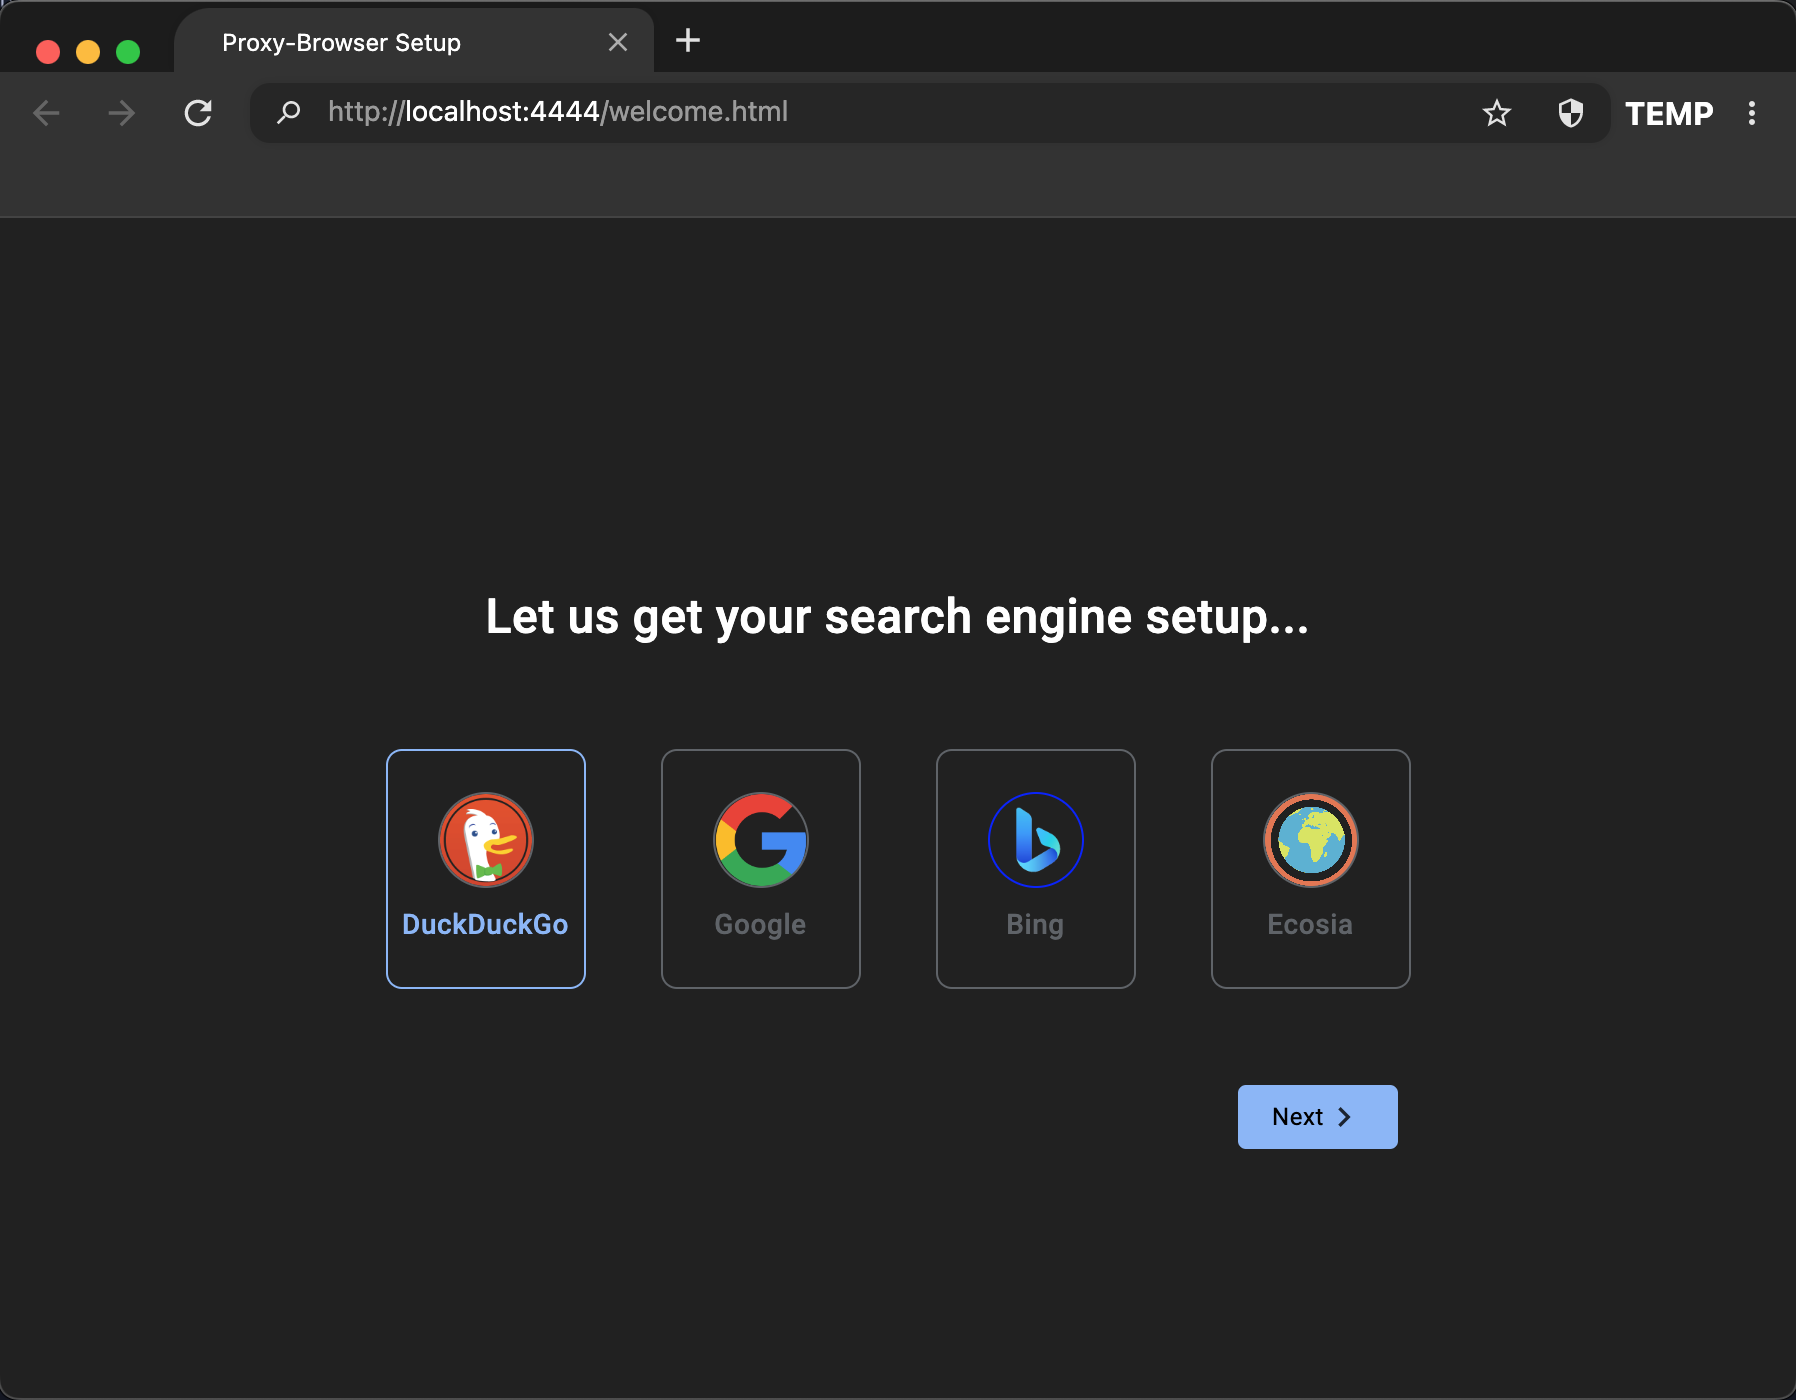 Proxy-Browser Setup
http://localhost:4444/welcome.html
TEMP
Let us get your search engine setup...
DuckDuckGo
Google
Bing
Ecosia
Next